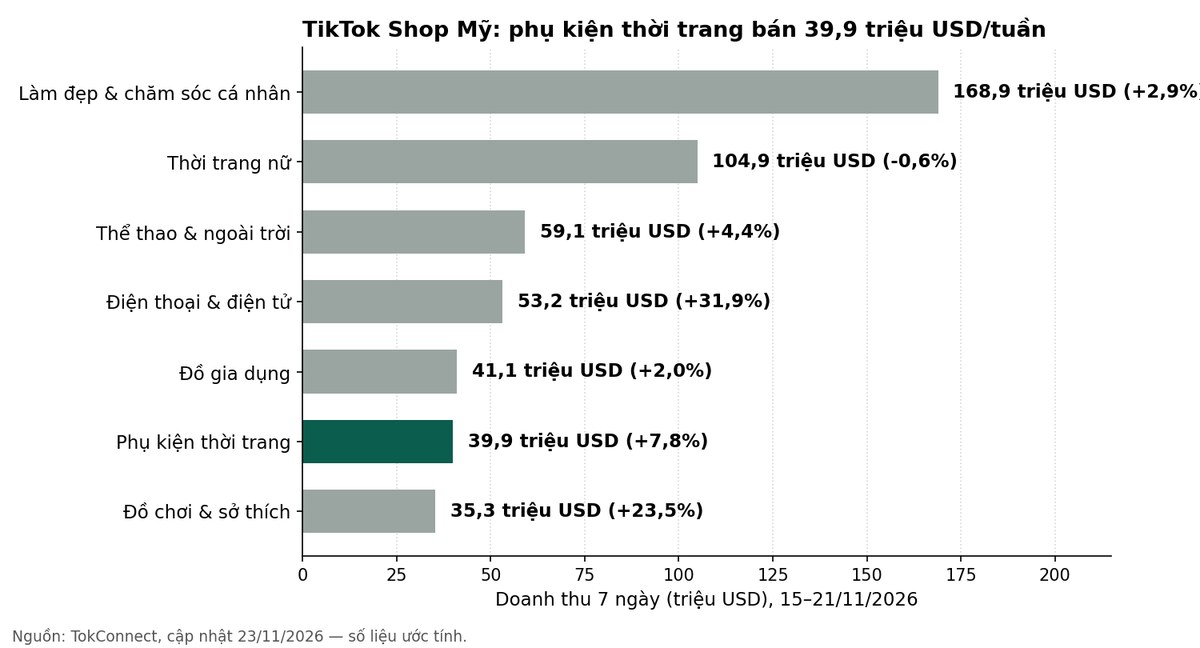 TikTok Shop Mỹ: phụ kiện thời trang bán 39,9 triệu USD/tuần
Làm đẹp & chăm sóc cá nhân 168,9 triệu USD (+2,9%)
Thời trang nữ 104,9 triệu USD (-0,6%)
Thể thao & ngoài trời 59,1 triệu USD (+4,4%)
Điện thoại & điện tử 53,2 triệu USD (+31,9%)
Đồ gia dụng 41,1 triệu USD (+2,0%)
Phụ kiện thời trang 39,9 triệu USD (+7,8%)
Đồ chơi & sở thích 35,3 triệu USD (+23,5%)
0 25 50 75 100 125 150 175 200
Doanh thu 7 ngày (triệu USD), 15–21/11/2026
Nguồn: TokConnect, cập nhật 23/11/2026 — số liệu ước tính.